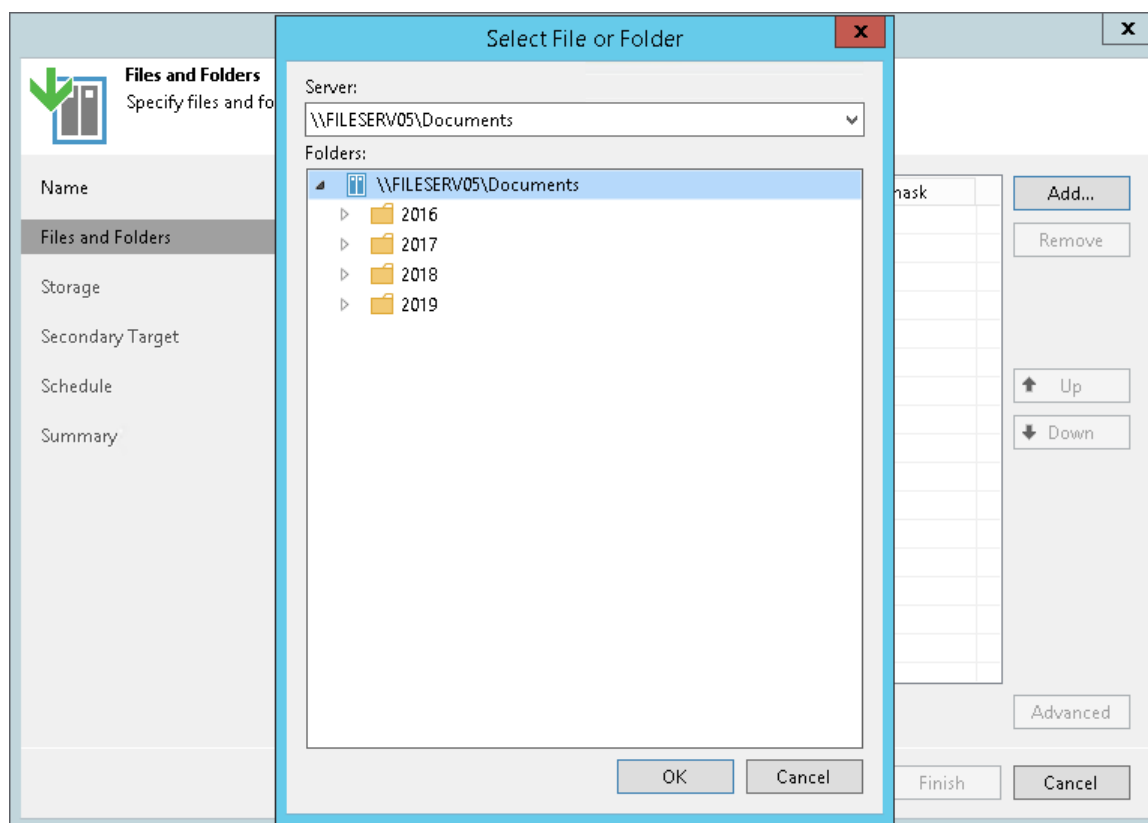 Select File or Folder
x
x
Files and Folders
Specify files and fo
Server:
\\FILESERV05\Documents
Folders:
\\FILESERV05\Documents
2016
2017
2018
2019
Name
Files and Folders
Storage
Secondary Target
Schedule
Summary
mask
Add...
Remove
Up
Down
Advanced
OK
Cancel
Finish
Cancel